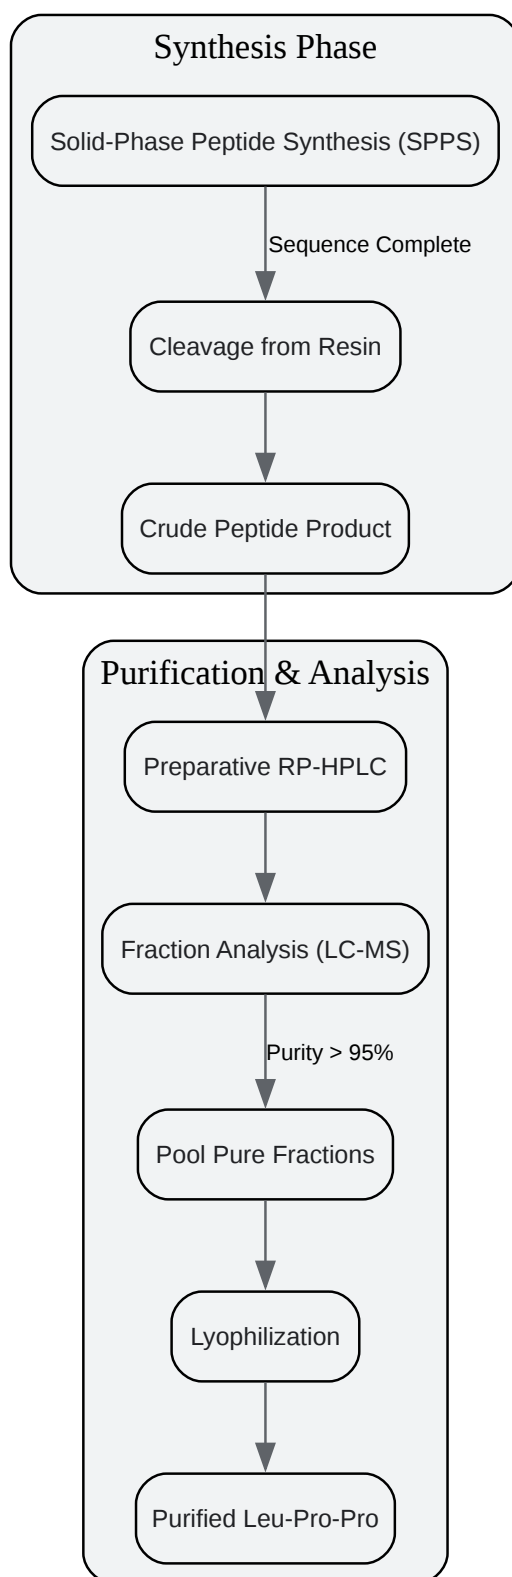 Synthesis Phase
Solid-Phase Peptide Synthesis (SPPS)
Sequence Complete
Cleavage from Resin
Crude Peptide Product
Purification & Analysis
Preparative RP-HPLC
Fraction Analysis (LC-MS)
Purity > 95%
Pool Pure Fractions
Lyophilization
Purified Leu-Pro-Pro